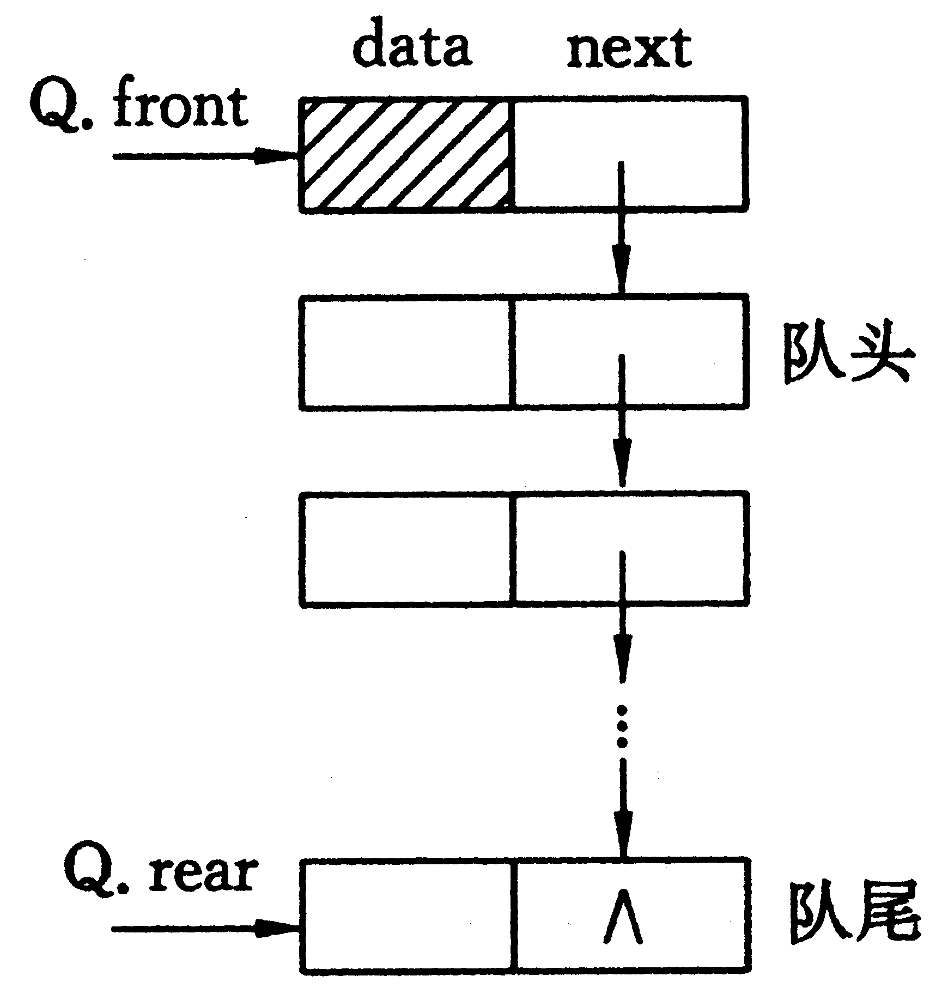 data next
Q. front
队头
Q. rear
∧
队尾